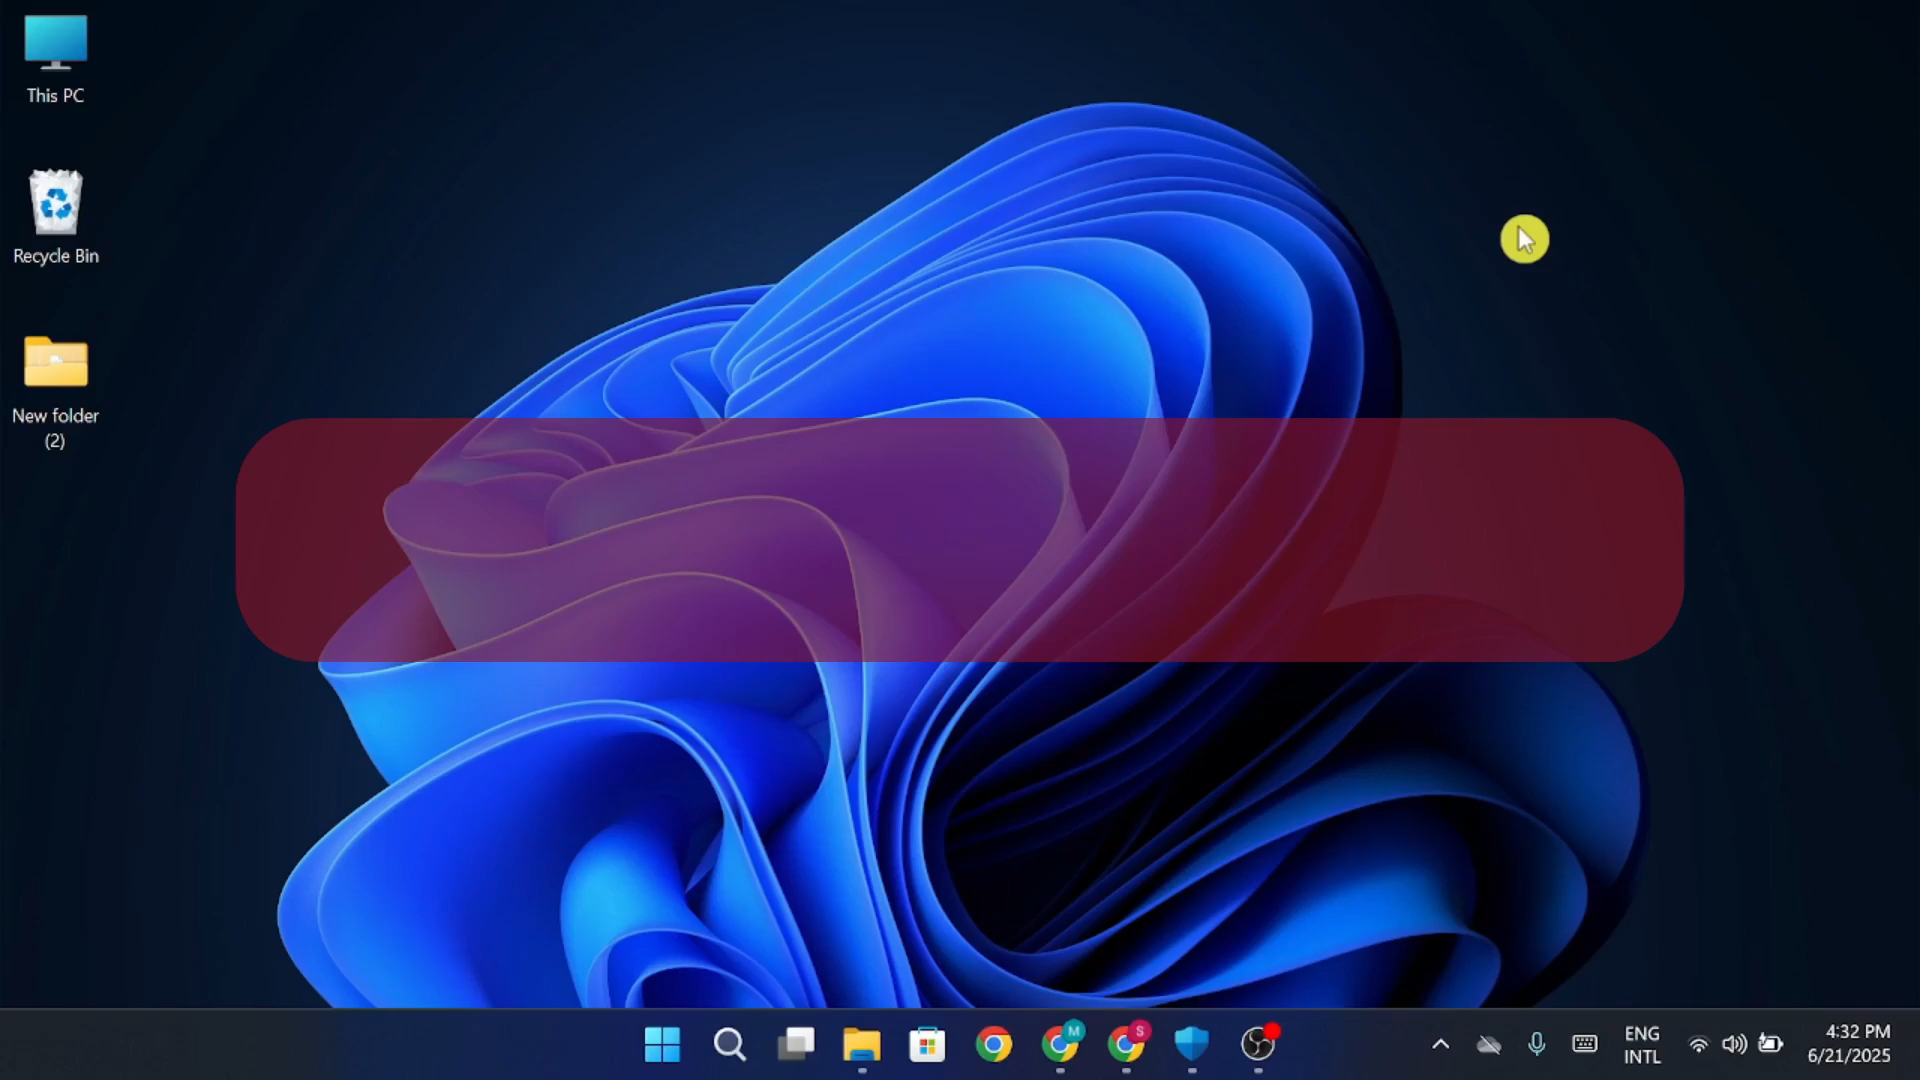 This PC
Recycle Bin
New folder
(2)
M
S
ENG
INTL
4:32 PM
6/21/2025